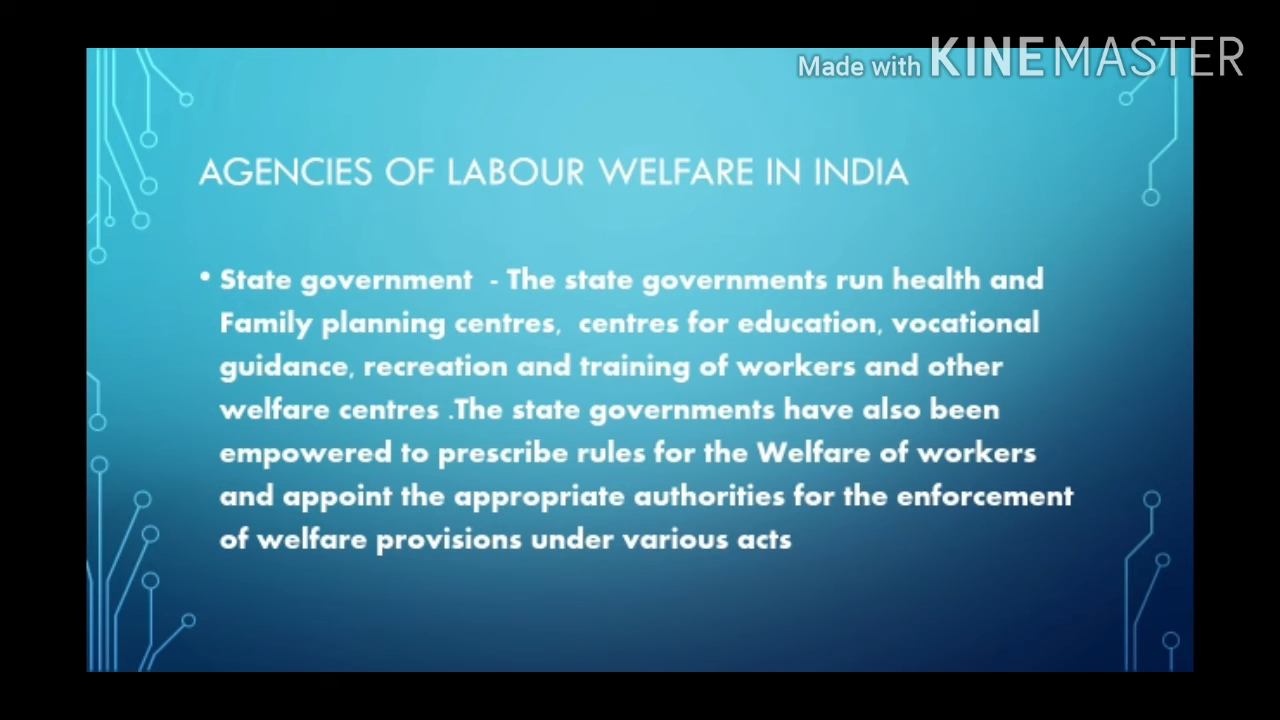 Made with KINEMASTER
AGENCIES OF LABOUR WELFARE IN INDIA
• State government - The state governments run health and
Family planning centres, centres for education, vocational
guidance, recreation and training of workers and other
welfare centres .The state governments have also been
empowered to prescribe rules for the Welfare of workers
and appoint the appropriate authorities for the enforcement
of welfare provisions under various acts